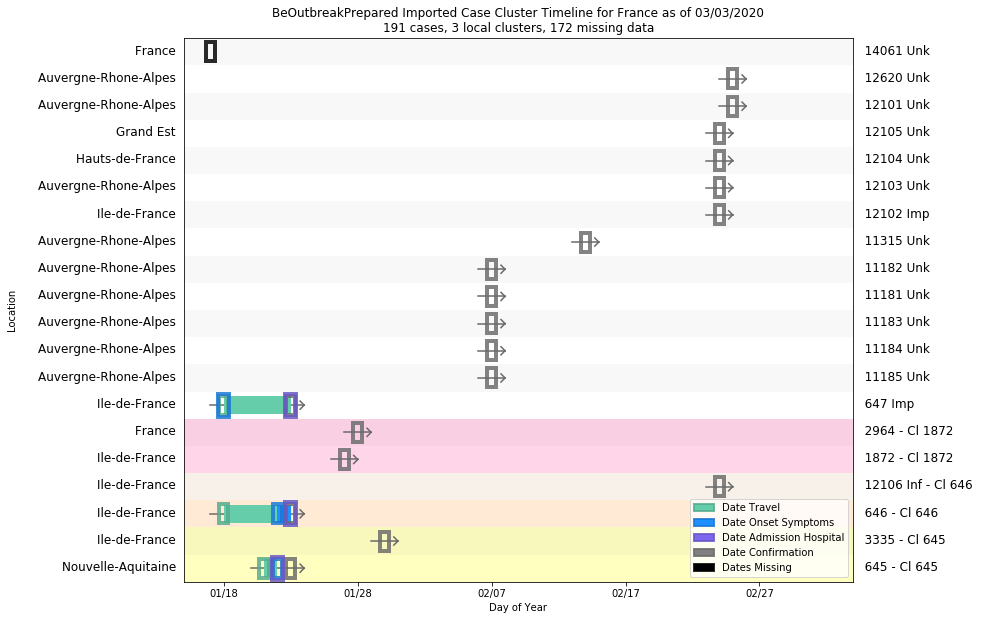 BeOutbreakPrepared Imported Case Cluster Timeline for France as of 03/03/2020
191 cases, 3 local clusters, 172 missing data
France 14061 Unk
Auvergne-Rhone-Alpes 12620 Unk
Auvergne-Rhone-Alpes 12101 Unk
Grand Est 12105 Unk
Hauts-de-France 12104 Unk
Auvergne-Rhone-Alpes 12103 Unk
Ile-de-France 12102 Imp
Auvergne-Rhone-Alpes 11315 Unk
Auvergne-Rhone-Alpes 11182 Unk
Auvergne-Rhone-Alpes 11181 Unk
Auvergne-Rhone-Alpes 11183 Unk
Auvergne-Rhone-Alpes 11184 Unk
Auvergne-Rhone-Alpes 11185 Unk
Ile-de-France 647 Imp
France 2964 - Cl 1872
Ile-de-France 1872 - Cl 1872
Ile-de-France 12106 Inf - Cl 646
Ile-de-France 646 - Cl 646
Ile-de-France 3335 - Cl 645
Nouvelle-Aquitaine 645 - Cl 645
Location
Date Travel
Date Onset Symptoms
Date Admission Hospital
Date Confirmation
Dates Missing
01/18 01/28 02/07 02/17 02/27
Day of Year